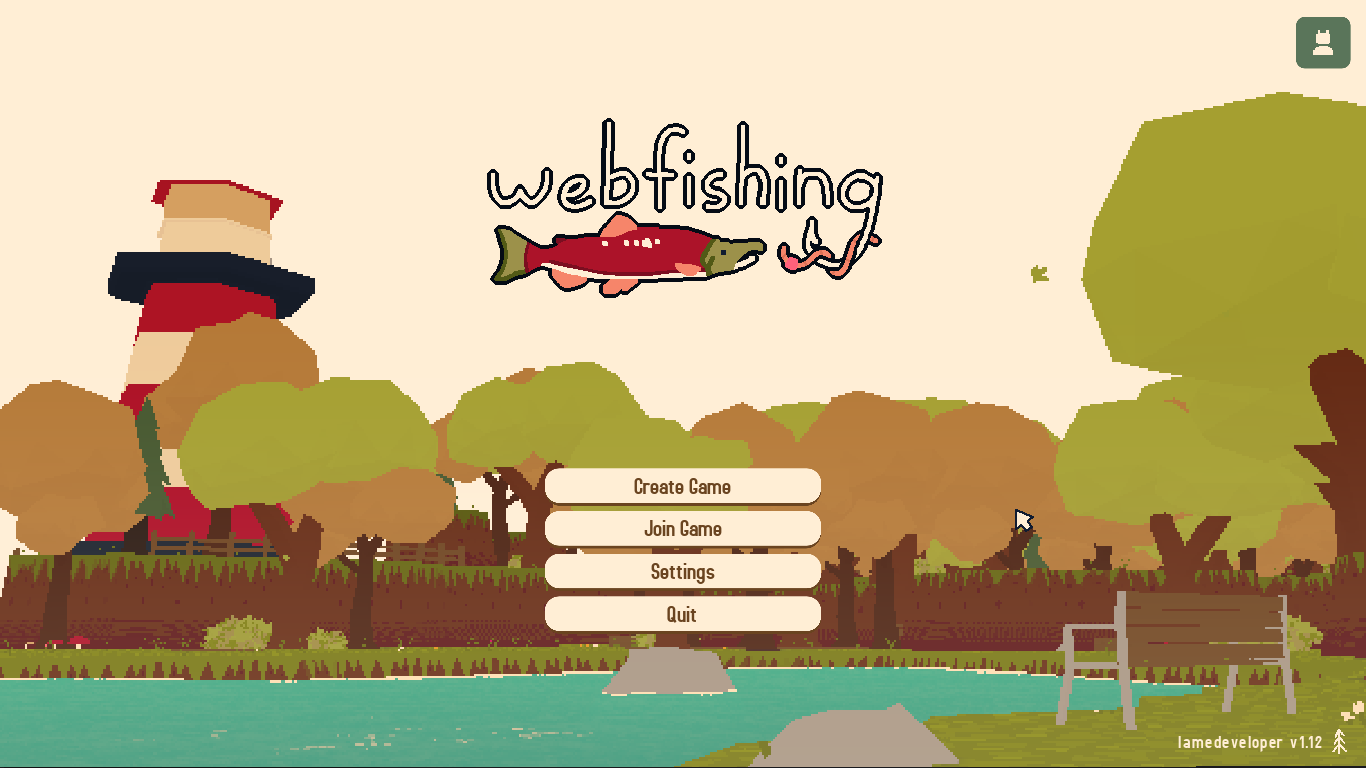 webfishing
Create Game
Join Game
Settings
Quit
lamedeveloper v1.12